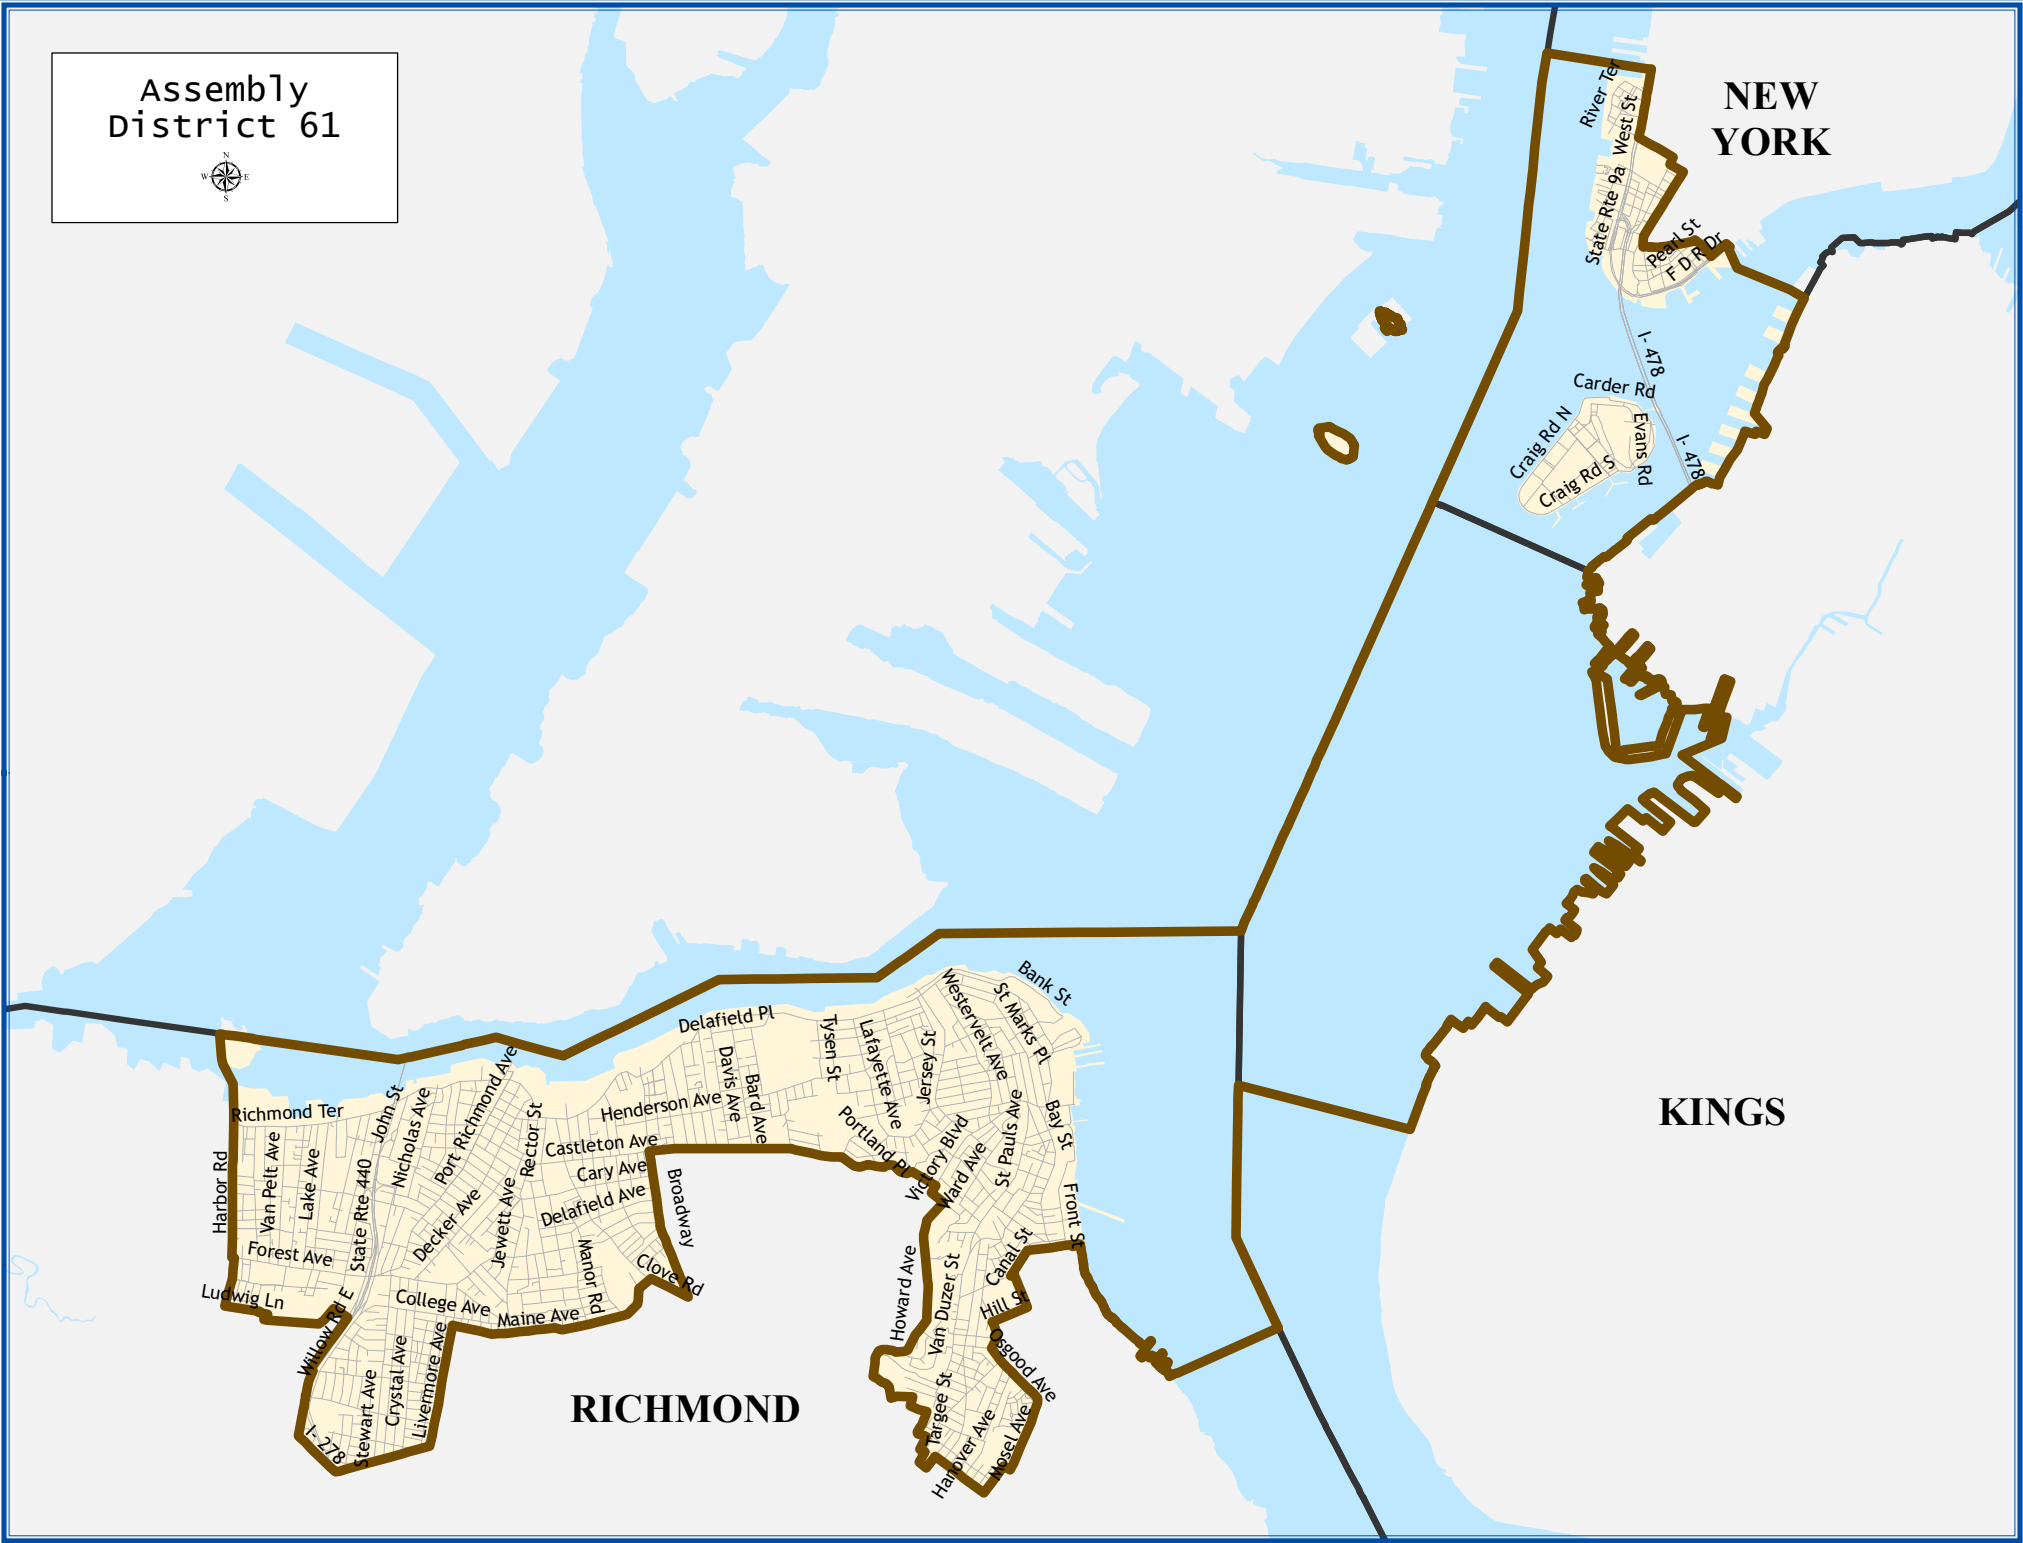 Assembly
District 61
N
W E
S
NEW
YORK
River Ter
West St
State Rte 9a
Pearl St
F D R Dr
I- 478
Carder Rd
Craig Rd N
Evans Rd
I- 478
Craig Rd S
Bank St
Westervelt Ave
St Marks Pl
Delafield Pl
Tysen St
Lafayette Ave
Jersey St
Davis Ave
Bard Ave
Port Richmond Ave
John St
Nicholas Ave
Richmond Ter
Henderson Ave
Rector St
Portland Pl
Victory Blvd
St Pauls Ave
Bay St
KINGS
Castleton Ave
Cary Ave
Ward Ave
Harbor Rd
Van Pelt Ave
Lake Ave
State Rte 440
Decker Ave
Jewett Ave
Delafield Ave
Broadway
Front St
Forest Ave
Manor Rd
Clove Rd
Canal St
Ludwig Ln
College Ave
Maine Ave
Howard Ave
Van Duzer St
Hill St
Willow Rd E
Osgood Ave
Crystal Ave
Livermore Ave
Stewart Ave
RICHMOND
Targee St
I- 278
Hanover Ave
Mosel Ave